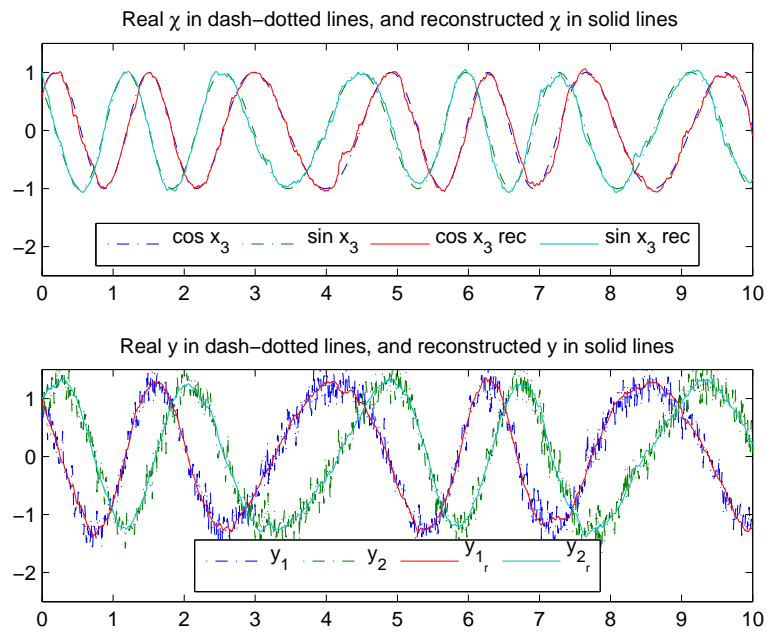 Real χ in dash−dotted lines, and reconstructed χ in solid lines
1
0
−1
−2
cos x3 sin x3 cos x3 rec sin x3 rec
0 1 2 3 4 5 6 7 8 9 10
Real y in dash−dotted lines, and reconstructed y in solid lines
1
0
−1
−2
y1 y2 y1r y2r
0 1 2 3 4 5 6 7 8 9 10